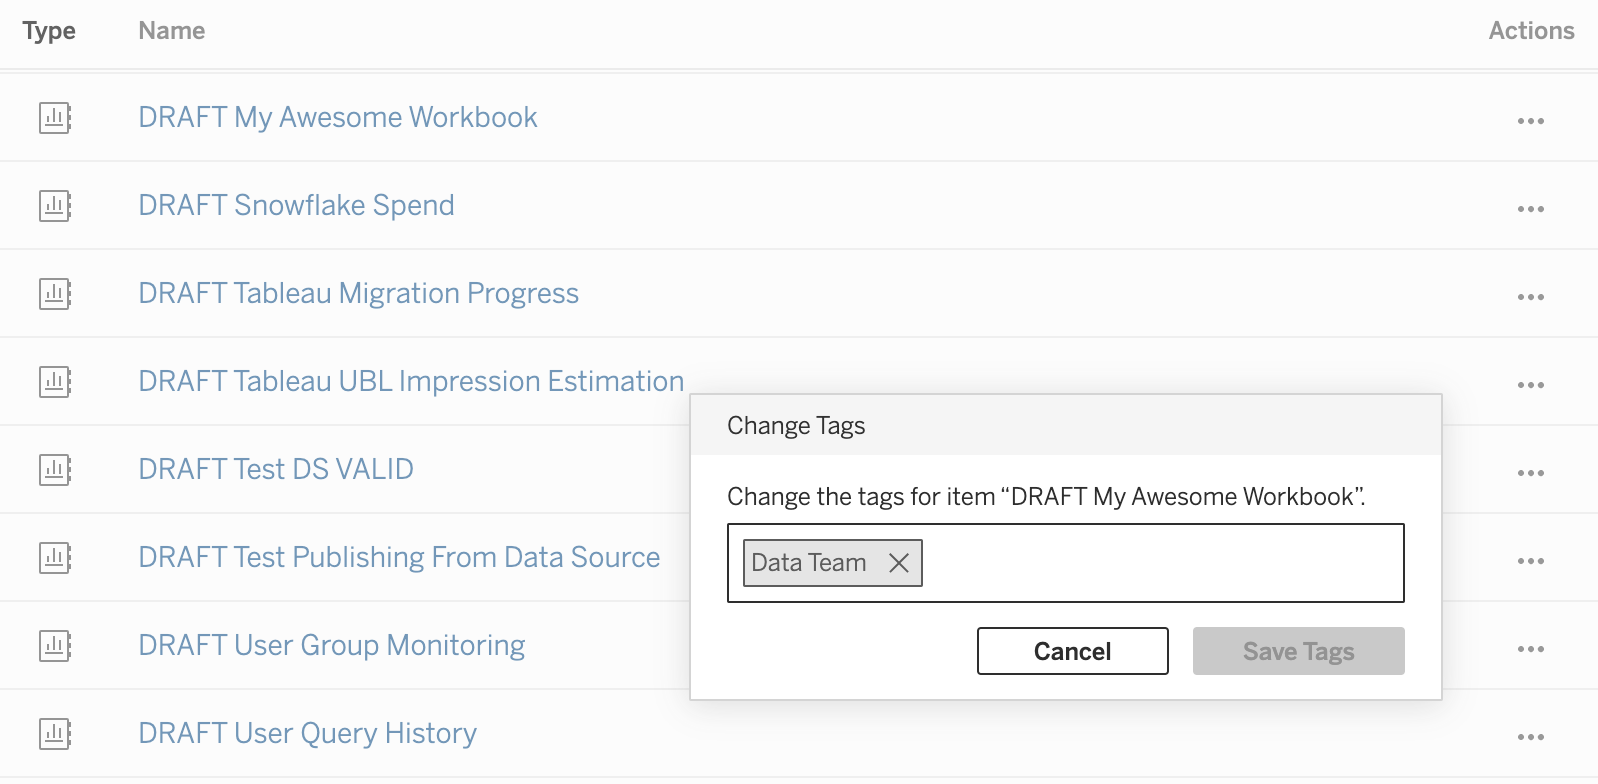 Type Name Actions
DRAFT My Awesome Workbook
DRAFT Snowflake Spend
DRAFT Tableau Migration Progress
DRAFT Tableau UBL Impression Estimation
DRAFT Test DS VALID
DRAFT Test Publishing From Data Source
DRAFT User Group Monitoring
DRAFT User Query History
Change Tags
Change the tags for item “DRAFT My Awesome Workbook”.
Data Team
Cancel Save Tags